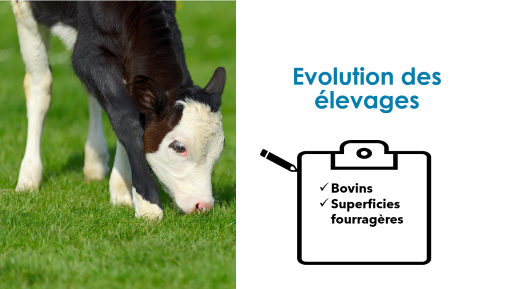 Evolution des
élevages
✓ Bovins
✓ Superficies
fourragères